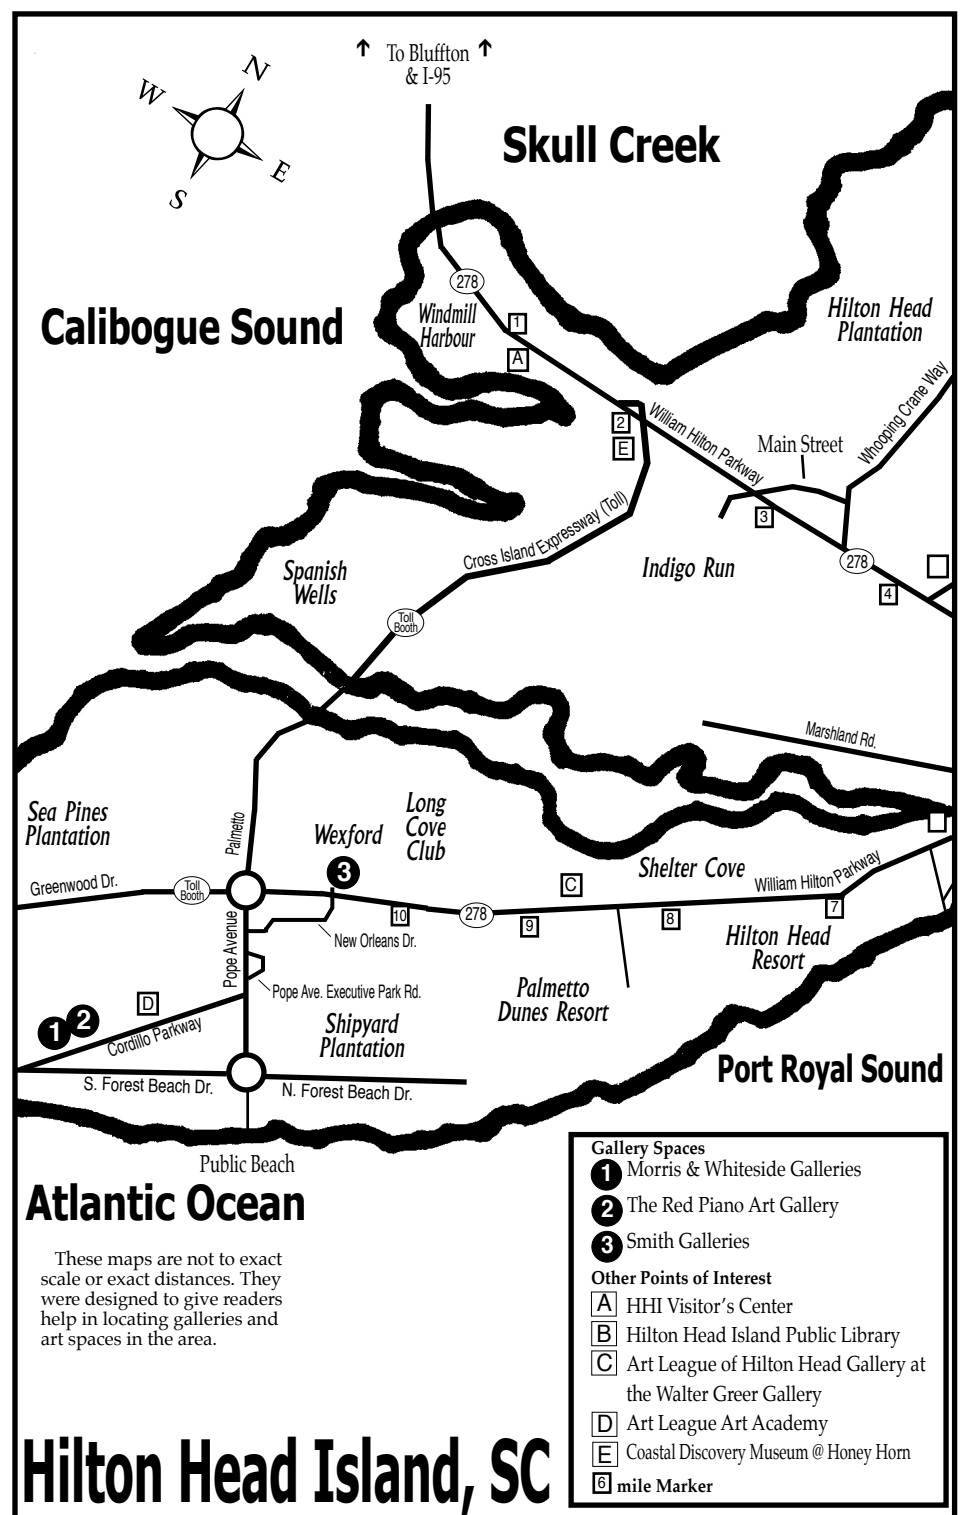 To Bluffton
& I-95
N
W
E
S
Skull Creek
278
Windmill
Harbour
Calibogue Sound
1
A
Hilton Head
Plantation
2
E
William Hilton Parkway
Main Street
Whooping Crane Way
3
Cross Island Expressway (Toll)
Indigo Run
278
4
Spanish
Wells
Toll
Booth
Marshland Rd.
Sea Pines
Plantation
Palmetto
Wexford
Long
Cove
Club
3
Shelter Cove
William Hilton Parkway
Greenwood Dr.
Toll
Booth
C
10
278
9
8
7
New Orleans Dr.
Pope Avenue
Hilton Head
Resort
Pope Ave. Executive Park Rd.
Palmetto
Dunes Resort
D
1
2
Cordillo Parkway
Shipyard
Plantation
Port Royal Sound
S. Forest Beach Dr.
N. Forest Beach Dr.
Public Beach
Atlantic Ocean
These maps are not to exact
scale or exact distances. They
were designed to give readers
help in locating galleries and
art spaces in the area.
Gallery Spaces
1 Morris & Whiteside Galleries
2 The Red Piano Art Gallery
3 Smith Galleries
Other Points of Interest
A HHI Visitor's Center
B Hilton Head Island Public Library
C Art League of Hilton Head Gallery at
the Walter Greer Gallery
D Art League Art Academy
E Coastal Discovery Museum @ Honey Horn
6 mile Marker
Hilton Head Island, SC